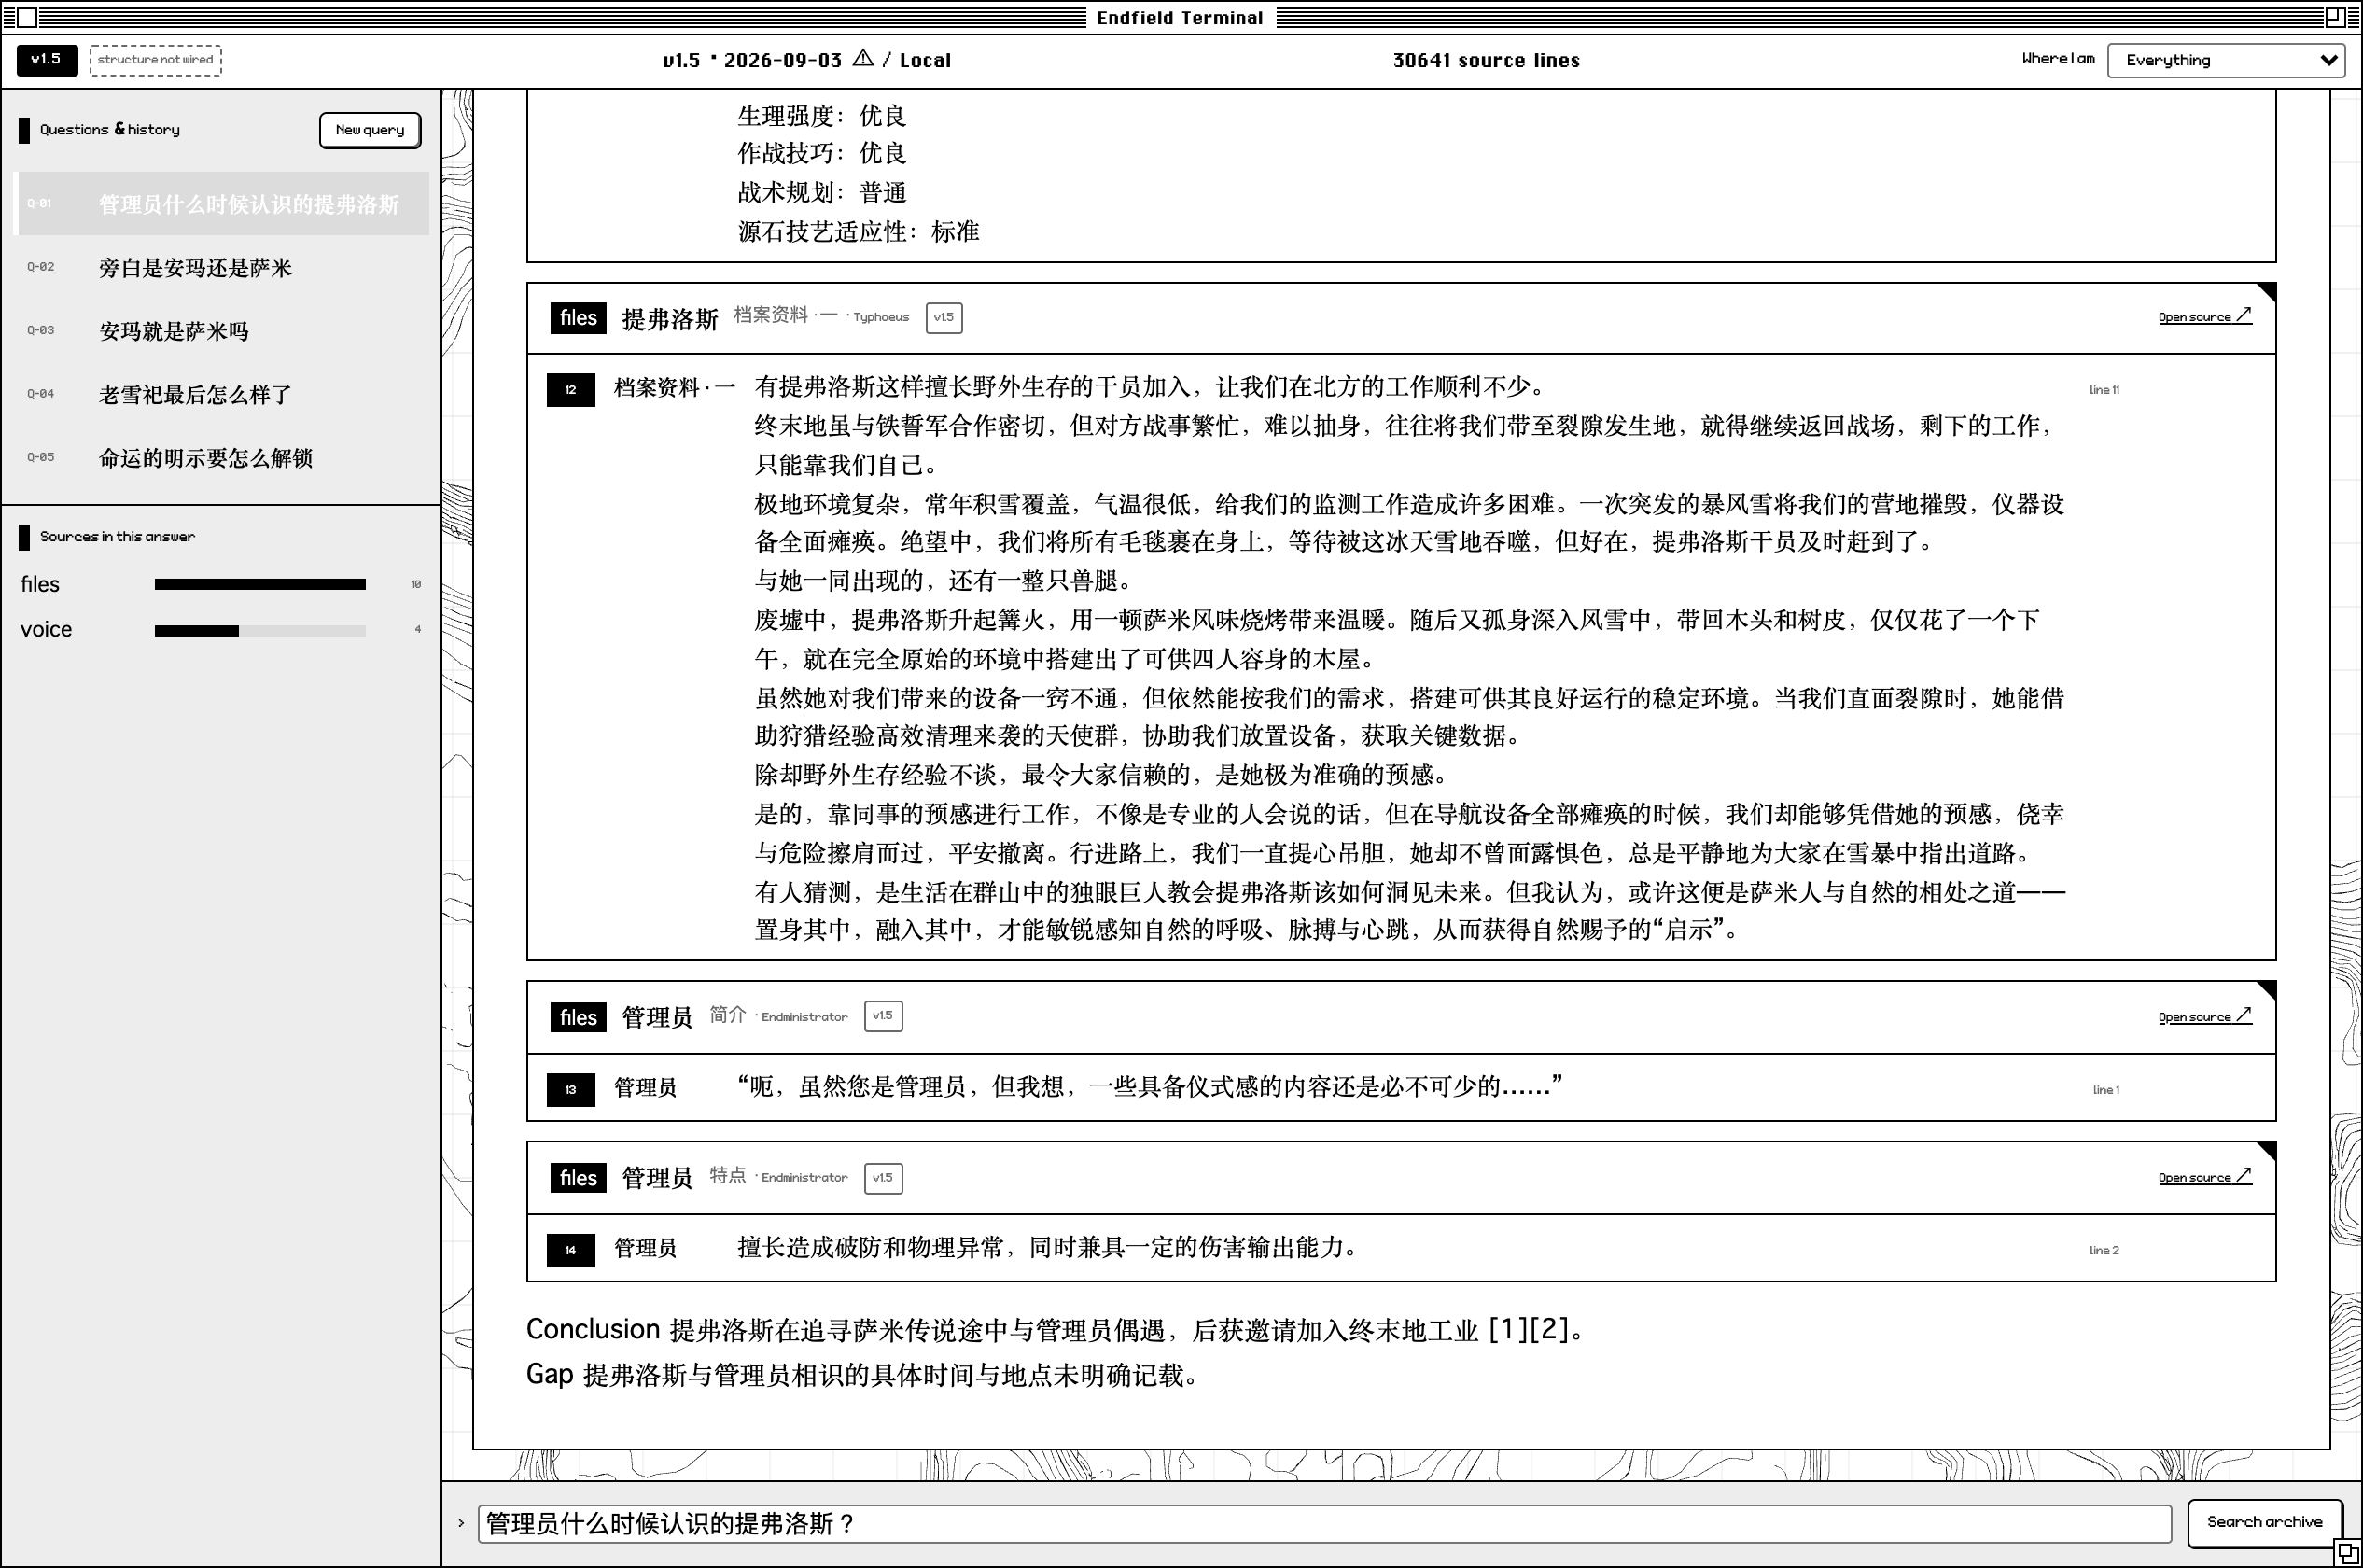 Endfield Terminal
v1.5
structure not wired
v1.5 · 2026-09-03 ⚠ / Local
30641 source lines
Where I am
Everything
Questions & history
New query
Q-01 管理员什么时候认识的提弗洛斯
Q-02 旁白是安玛还是萨米
Q-03 安玛就是萨米吗
Q-04 老雪祀最后怎么样了
Q-05 命运的明示要怎么解锁
Sources in this answer
files 10
voice 4
生理强度：优良
作战技巧：优良
战术规划：普通
源石技艺适应性：标准
files 提弗洛斯 档案资料·一 · Typhoeus v1.5 Open source ↗
12 档案资料·一 有提弗洛斯这样擅长野外生存的干员加入，让我们在北方的工作顺利不少。 line 11
终末地虽与铁誓军合作密切，但对方战事繁忙，难以抽身，往往将我们带至裂隙发生地，就得继续返回战场，剩下的工作，
只能靠我们自己。
极地环境复杂，常年积雪覆盖，气温很低，给我们的监测工作造成许多困难。一次突发的暴风雪将我们的营地摧毁，仪器设
备全面瘫痪。绝望中，我们将所有毛毯裹在身上，等待被这冰天雪地吞噬，但好在，提弗洛斯干员及时赶到了。
与她一同出现的，还有一整只兽腿。
废墟中，提弗洛斯升起篝火，用一顿萨米风味烧烤带来温暖。随后又孤身深入风雪中，带回木头和树皮，仅仅花了一个下
午，就在完全原始的环境中搭建出了可供四人容身的木屋。
虽然她对我们带来的设备一窍不通，但依然能按我们的需求，搭建可供其良好运行的稳定环境。当我们直面裂隙时，她能借
助狩猎经验高效清理来袭的天使群，协助我们放置设备，获取关键数据。
除却野外生存经验不谈，最令大家信赖的，是她极为准确的预感。
是的，靠同事的预感进行工作，不像是专业的人会说的话，但在导航设备全部瘫痪的时候，我们却能够凭借她的预感，侥幸
与危险擦肩而过，平安撤离。行进路上，我们一直提心吊胆，她却不曾面露惧色，总是平静地为大家在雪暴中指出道路。
有人猜测，是生活在群山中的独眼巨人教会提弗洛斯该如何洞见未来。但我认为，或许这便是萨米人与自然的相处之道——
置身其中，融入其中，才能敏锐感知自然的呼吸、脉搏与心跳，从而获得自然赐予的“启示”。
files 管理员 简介 · Endministrator v1.5 Open source ↗
13 管理员 “呃，虽然您是管理员，但我想，一些具备仪式感的内容还是必不可少的……” line 1
files 管理员 特点 · Endministrator v1.5 Open source ↗
14 管理员 擅长造成破防和物理异常，同时兼具一定的伤害输出能力。 line 2
Conclusion 提弗洛斯在追寻萨米传说途中与管理员偶遇，后获邀请加入终末地工业 [1][2]。
Gap 提弗洛斯与管理员相识的具体时间与地点未明确记载。
› 管理员什么时候认识的提弗洛斯？
Search archive